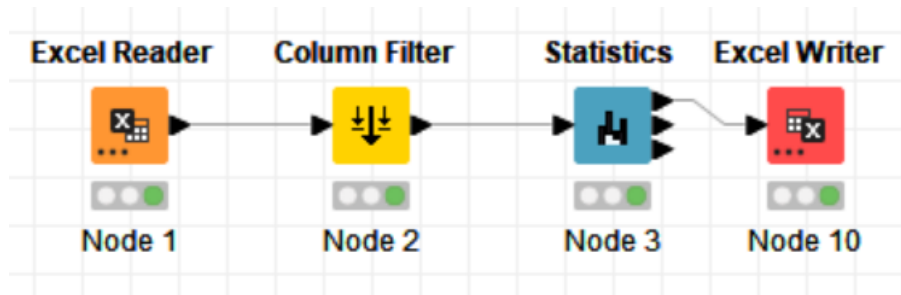 Excel Reader Column Filter Statistics Excel Writer
Node 1 Node 2 Node 3 Node 10